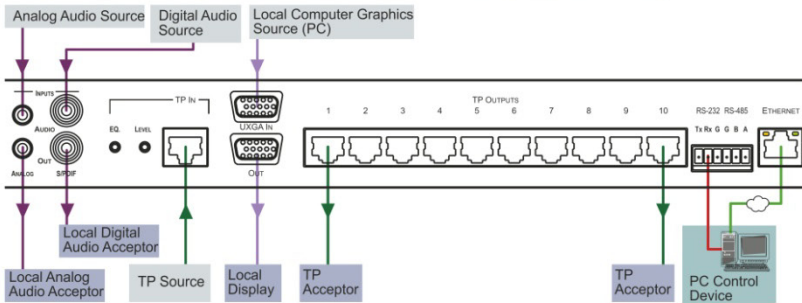 Analog Audio Source
Digital Audio
Source
Local Computer Graphics
Source (PC)
INPUTS
AUDIO
OUT
ANALOG
S/PDIF
TP IN
EQ.
LEVEL
UXGA IN
OUT
TP OUTPUTS
1 2 3 4 5 6 7 8 9 10
RS-232 RS-485
Tx Rx G G B A
ETHERNET
Local Digital
Audio Acceptor
Local Analog
Audio Acceptor
TP Source
Local
Display
TP
Acceptor
TP
Acceptor
PC Control
Device